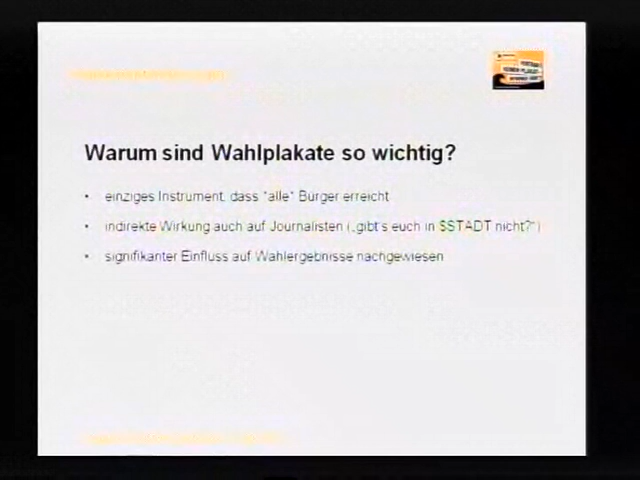 Warum sind Wahlplakate so wichtig?
• einziges Instrument, dass "alle" Bürger erreicht
• indirekte Wirkung auch auf Journalisten („gibt's euch in $STADT nicht?")
• signifikanter Einfluss auf Wahlergebnisse nachgewiesen